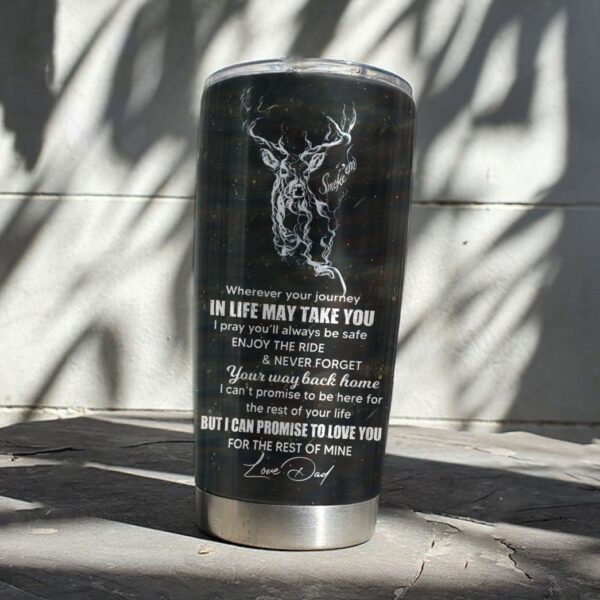 Smoke'em
Wherever your journey
IN LIFE MAY TAKE YOU
I pray you'll always be safe
ENJOY THE RIDE
& NEVER FORGET
Your way back home
I can't promise to be here for
the rest of your life
BUT I CAN PROMISE TO LOVE YOU
FOR THE REST OF MINE
Love Dad